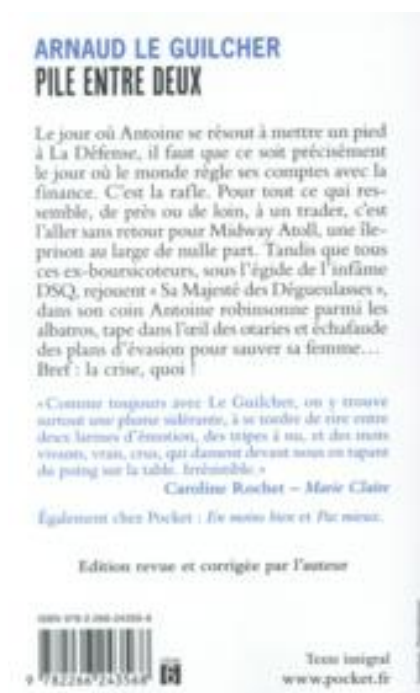 ARNAUD LE GUILCHER
PILE ENTRE DEUX
Le jour où Antoine se résout à mettre un pied
à La Défense, il faut que ce soit précisément
le jour où le monde règle ses comptes avec la
finance. C'est la rafle. Pour tout ce qui res-
semble, de près ou de loin, à un trader, c'est
l'aller sans retour pour Midway Atoll, une île-
prison au large de nulle part. Tandis que tous
ces ex-boursicoteurs, sous l'égide de l'infâme
DSQ, rejouent « Sa Majesté des Dégueulasses »,
dans son coin Antoine robinsonne parmi les
albatros, tape dans l'œil des otaries et échafaude
des plans d'évasion pour sauver sa femme…
Bref : la crise, quoi !
« Comme toujours avec Le Guilcher, on y trouve
surtout une plume sidérante, à se tordre de rire entre
deux larmes d'émotion, des tripes à nu, et des mots
vivants, vrais, crus, qui dansent devant nous en tapant
du poing sur la table. Irrésistible. »
Caroline Rochet – Marie Claire
Également chez Pocket : En moins bien et Pas mieux.
Edition revue et corrigée par l'auteur
ISBN 978-2-266-24356-8
9 782266 243568
Texte intégral
www.pocket.fr